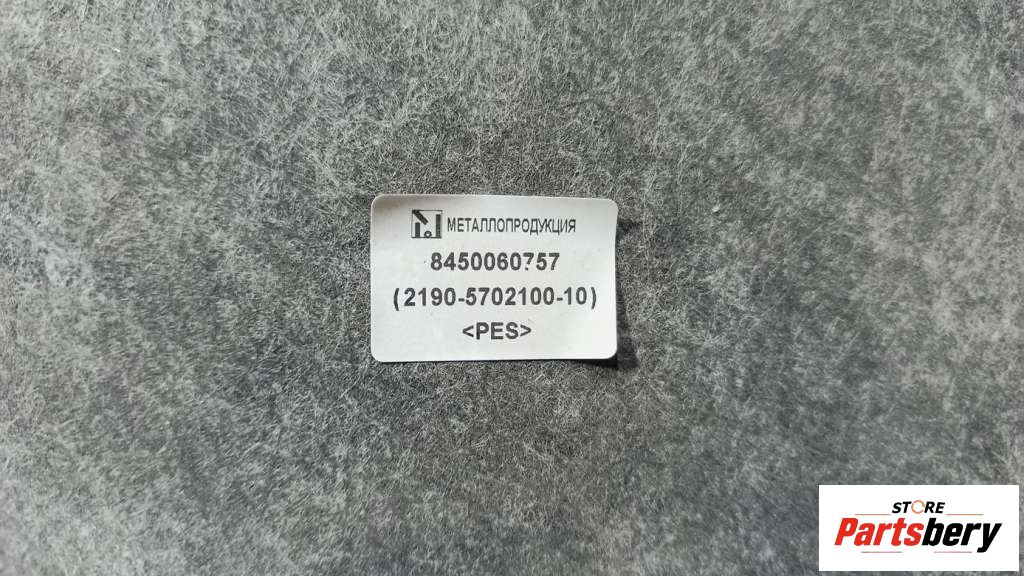 МЕТАЛЛОПРОДУКЦИЯ
8450060757
(2190-5702100-10)
<PES>
STORE
Partsbery